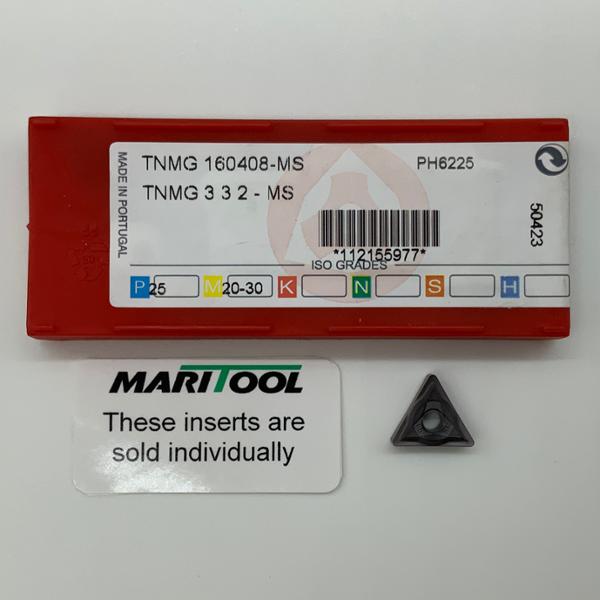 TNMG 160408-MS
PH6225
TNMG 3 3 2 - MS
MADE IN PORTUGAL
50423
*112155977*
ISO GRADES
P 25 M 20-30 K N S H
MARITOOL
These inserts are
sold individually